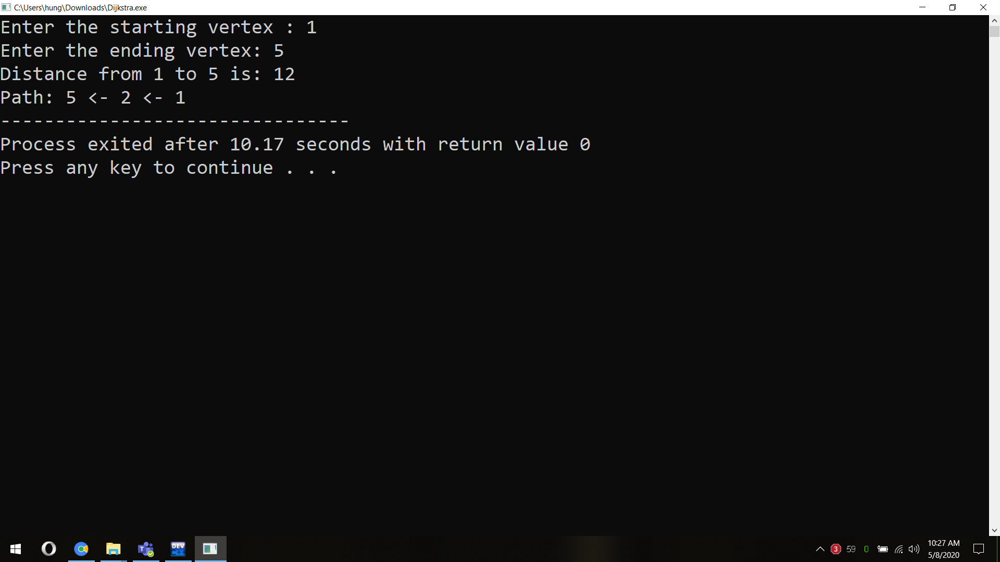 C:\Users\hung\Downloads\Dijkstra.exe
Enter the starting vertex : 1
Enter the ending vertex: 5
Distance from 1 to 5 is: 12
Path: 5 <- 2 <- 1
--------------------------------
Process exited after 10.17 seconds with return value 0
Press any key to continue . . .
T
DEV
C++
3
59
0
10:27 AM
5/8/2020